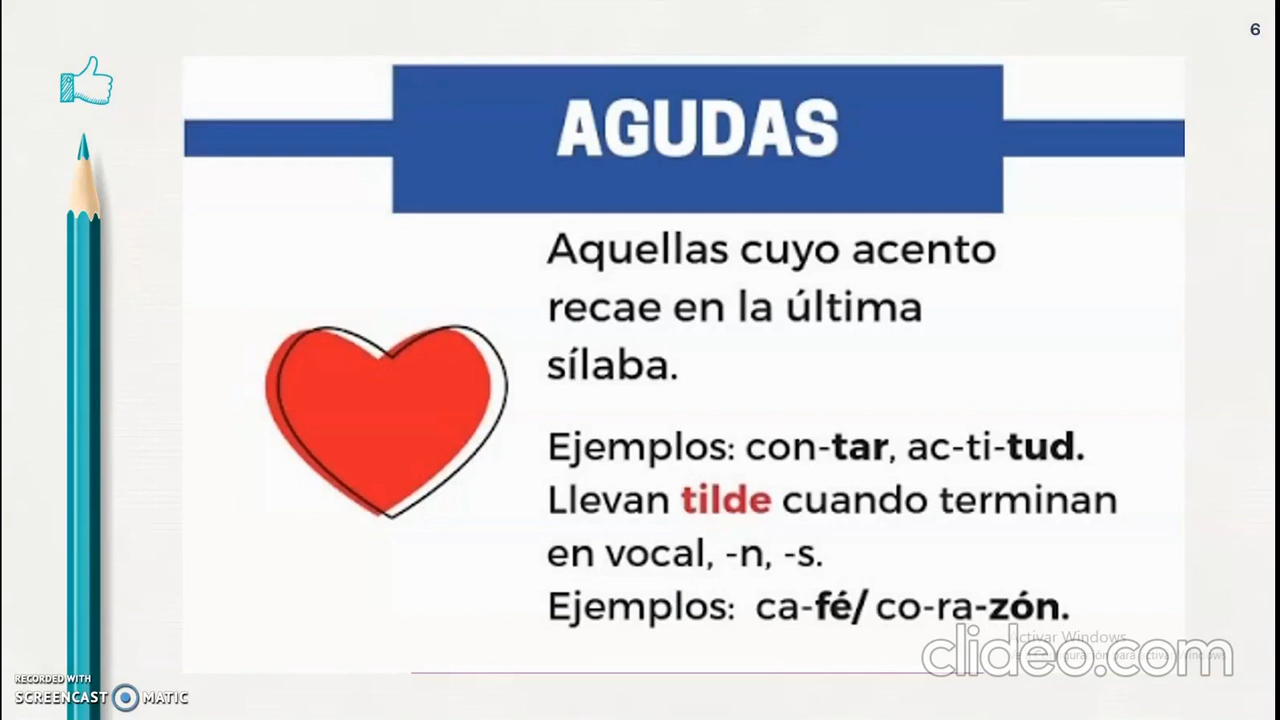 6
AGUDAS
Aquellas cuyo acento
recae en la última
sílaba.
Ejemplos: con-tar, ac-ti-tud.
Llevan tilde cuando terminan
en vocal, -n, -s.
Ejemplos: ca-fé/ co-ra-zón.
Activar Windows
clideo.com
RECORDED WITH
SCREENCAST MATIC